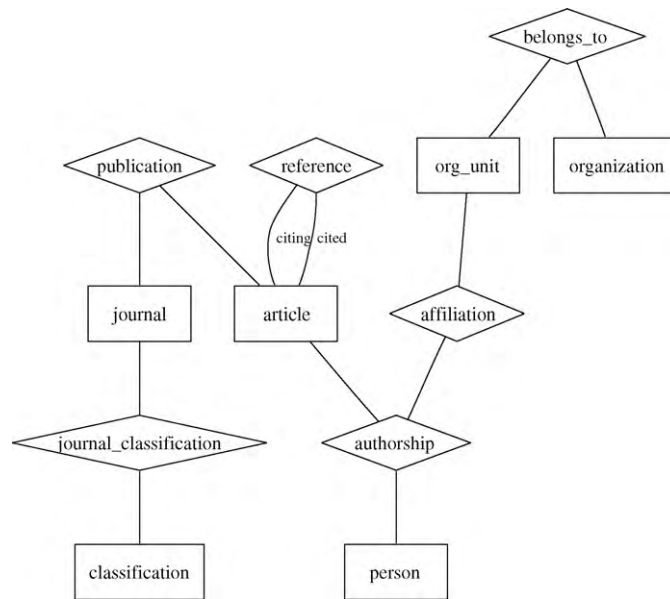 belongs_to
publication
reference
org_unit
organization
citing
cited
journal
article
affiliation
journal_classification
authorship
classification
person